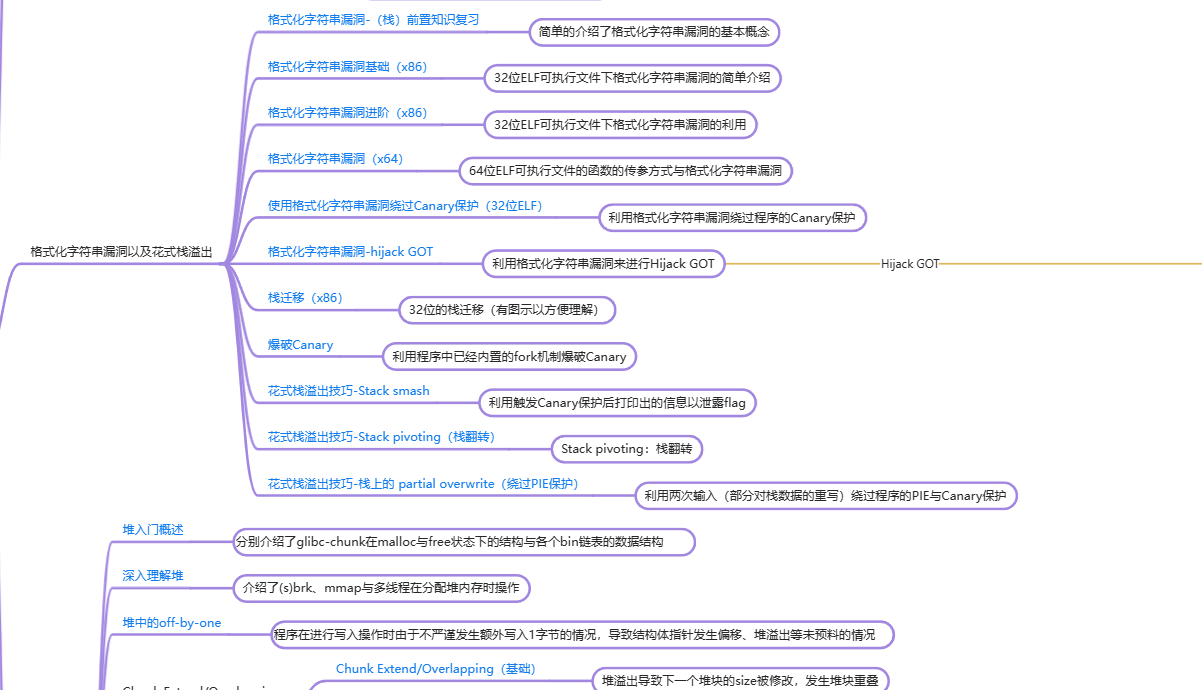 格式化字符串漏洞-（栈）前置知识复习
简单的介绍了格式化字符串漏洞的基本概念
格式化字符串漏洞基础（x86）
32位ELF可执行文件下格式化字符串漏洞的简单介绍
格式化字符串漏洞进阶（x86）
32位ELF可执行文件下格式化字符串漏洞的利用
格式化字符串漏洞（x64）
64位ELF可执行文件的函数的传参方式与格式化字符串漏洞
使用格式化字符串漏洞绕过Canary保护（32位ELF）
利用格式化字符串漏洞绕过程序的Canary保护
格式化字符串漏洞以及花式栈溢出
格式化字符串漏洞-hijack GOT
利用格式化字符串漏洞来进行Hijack GOT
Hijack GOT
栈迁移（x86）
32位的栈迁移（有图示以方便理解）
爆破Canary
利用程序中已经内置的fork机制爆破Canary
花式栈溢出技巧-Stack smash
利用触发Canary保护后打印出的信息以泄露flag
花式栈溢出技巧-Stack pivoting（栈翻转）
Stack pivoting：栈翻转
花式栈溢出技巧-栈上的 partial overwrite（绕过PIE保护）
利用两次输入（部分对栈数据的重写）绕过程序的PIE与Canary保护
堆入门概述
分别介绍了glibc-chunk在malloc与free状态下的结构与各个bin链表的数据结构
深入理解堆
介绍了(s)brk、mmap与多线程在分配堆内存时操作
堆中的off-by-one
程序在进行写入操作时由于不严谨发生额外写入1字节的情况，导致结构体指针发生偏移、堆溢出等未预料的情况
Chunk Extend/Overlapping（基础）
堆溢出导致下一个堆块的size被修改，发生堆块重叠